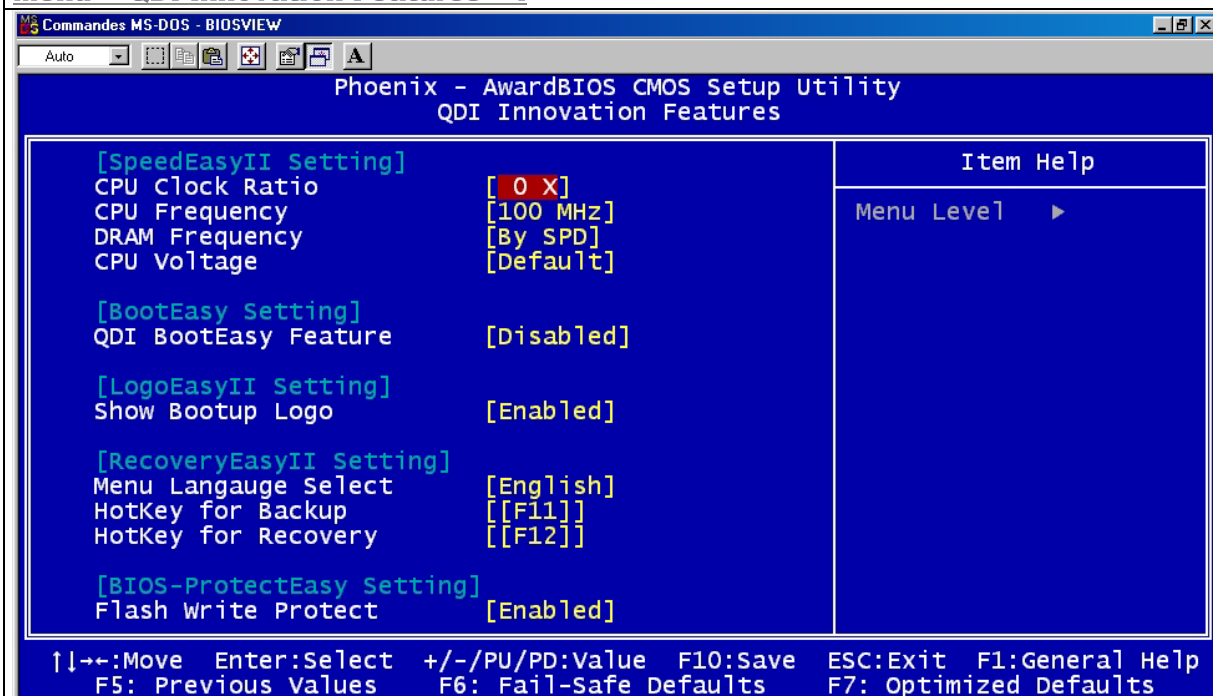 Commandes MS-DOS - BIOSVIEW
Auto
A
Phoenix - AwardBIOS CMOS Setup Utility
QDI Innovation Features
[SpeedEasyII Setting]
CPU Clock Ratio [ 0 X]
CPU Frequency [100 MHz]
DRAM Frequency [By SPD]
CPU Voltage [Default]
[BootEasy Setting]
QDI BootEasy Feature [Disabled]
[LogoEasyII Setting]
Show Bootup Logo [Enabled]
[RecoveryEasyII Setting]
Menu Langauge Select [English]
HotKey for Backup [[F11]]
HotKey for Recovery [[F12]]
[BIOS-ProtectEasy Setting]
Flash Write Protect [Enabled]
Item Help
Menu Level ►
↑↓→←:Move Enter:Select +/-/PU/PD:Value F10:Save ESC:Exit F1:General Help
F5: Previous Values F6: Fail-Safe Defaults F7: Optimized Defaults